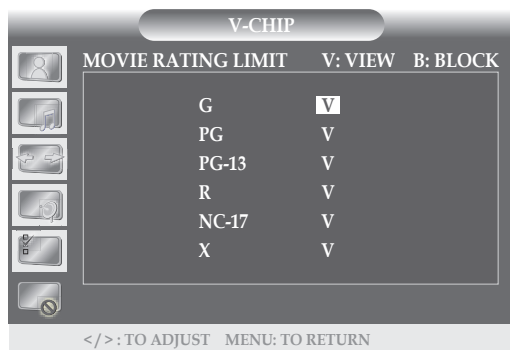 V-CHIP
MOVIE RATING LIMIT V: VIEW B: BLOCK
G V
PG V
PG-13 V
R V
NC-17 V
X V
</>: TO ADJUST MENU: TO RETURN